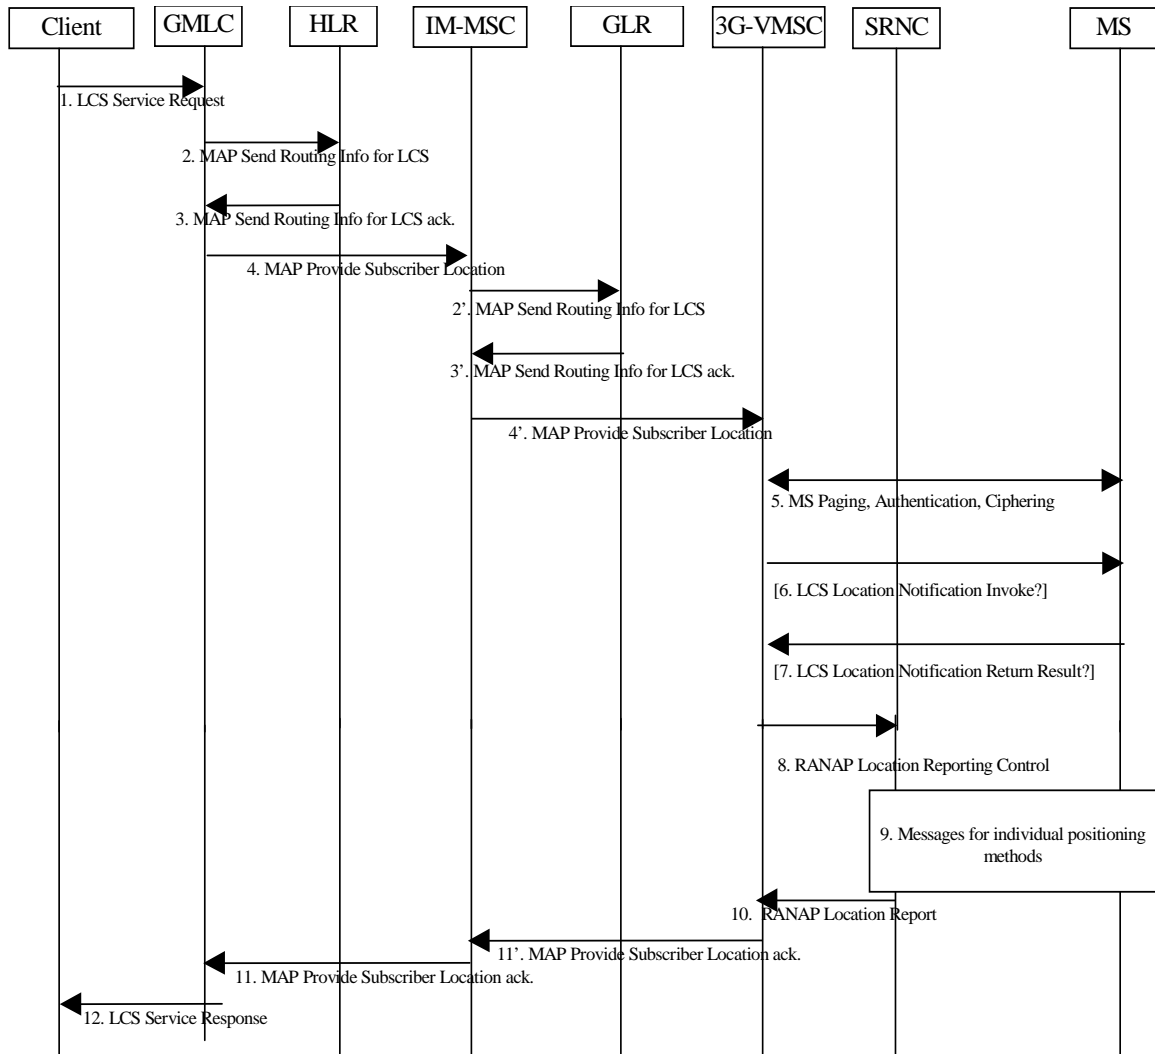 Client
GMLC
HLR
IM-MSC
GLR
3G-VMSC
SRNC
MS
1. LCS Service Request
2. MAP Send Routing Info for LCS
3. MAP Send Routing Info for LCS ack.
4. MAP Provide Subscriber Location
2’. MAP Send Routing Info for LCS
3’. MAP Send Routing Info for LCS ack.
4’. MAP Provide Subscriber Location
5. MS Paging, Authentication, Ciphering
[6. LCS Location Notification Invoke?]
[7. LCS Location Notification Return Result?]
8. RANAP Location Reporting Control
9. Messages for individual positioning
methods
10. RANAP Location Report
11’. MAP Provide Subscriber Location ack.
11. MAP Provide Subscriber Location ack.
12. LCS Service Response